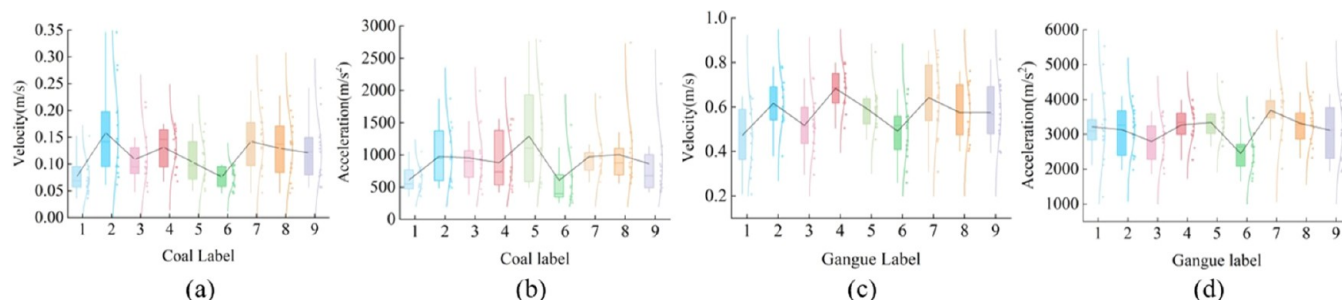 Velocity(m/s)
0.35
0.30
0.25
0.20
0.15
0.10
0.05
0.00
1 2 3 4 5 6 7 8 9
Coal Label
(a)
Acceleration(m/s²)
3000
2500
2000
1500
1000
500
0
1 2 3 4 5 6 7 8 9
Coal label
(b)
Velocity(m/s)
1.0
0.8
0.6
0.4
0.2
1 2 3 4 5 6 7 8 9
Gangue Label
(c)
Acceleration(m/s²)
6000
5000
4000
3000
2000
1000
1 2 3 4 5 6 7 8 9
Gangue label
(d)